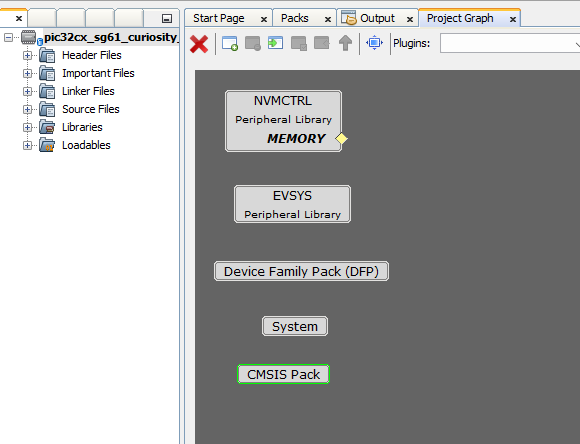 Start Page
Packs
Output
Project Graph
pic32cx_sg61_curiosity_
Header Files
Important Files
Linker Files
Source Files
Libraries
Loadables
Plugins:
NVMCTRL
Peripheral Library
MEMORY
EVSYS
Peripheral Library
Device Family Pack (DFP)
System
CMSIS Pack